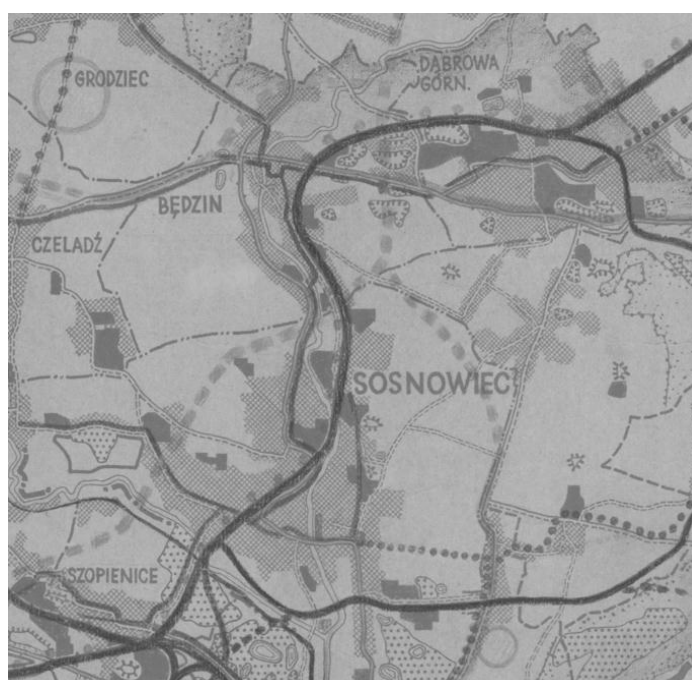 GRODZIEC
DĄBROWA
GÓRN.
BĘDZIN
CZELADŹ
SOSNOWIEC
SZOPIENICE